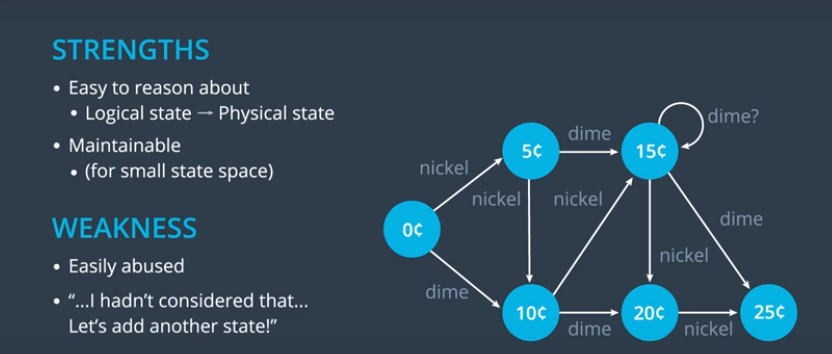 STRENGTHS
• Easy to reason about
• Logical state → Physical state
• Maintainable
• (for small state space)
WEAKNESS
• Easily abused
• “...I hadn’t considered that...
Let’s add another state!”
dime?
5¢
dime
15¢
nickel
nickel
nickel
0¢
dime
nickel
dime
10¢
dime
20¢
nickel
25¢